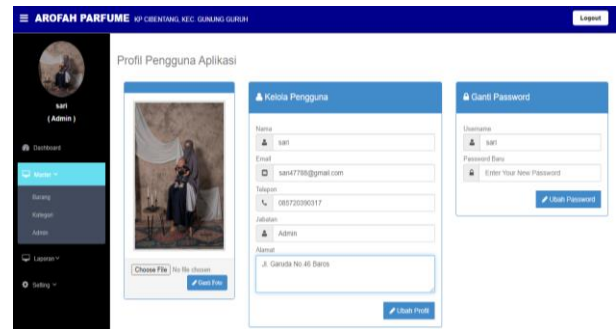 AROFAH PARFUME KP CIBENTANG, KEC. GUNUNG GURUH
Logout
sari
( Admin )
Dashboard
Master
Barang
Kategori
Admin
Laporan
Setting
Profil Pengguna Aplikasi
Choose File No file chosen
Ganti Foto
Kelola Pengguna
Nama
sari
Email
sari47788@gmail.com
Telepon
085720390317
Jabatan
Admin
Alamat
Jl. Garuda No.46 Baros
Ubah Profil
Ganti Password
Username
sari
Password Baru
Enter Your New Password
Ubah Password